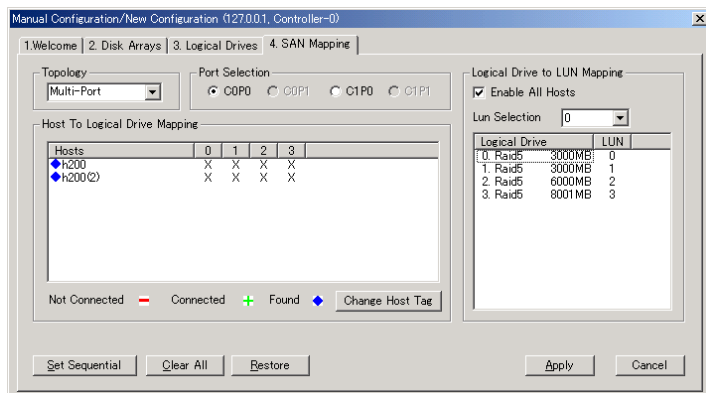 Manual Configuration/New Configuration (127.0.0.1, Controller-0)
1.Welcome 2. Disk Arrays 3. Logical Drives 4. SAN Mapping
Topology
Multi-Port
Port Selection
C0P0 C0P1 C1P0 C1P1
Host To Logical Drive Mapping
Hosts 0 1 2 3
h200 X X X X
h200(2) X X X X
Not Connected Connected Found Change Host Tag
Logical Drive to LUN Mapping
Enable All Hosts
Lun Selection 0
Logical Drive LUN
0. Raid5 3000MB 0
1. Raid5 3000MB 1
2. Raid5 6000MB 2
3. Raid5 8001MB 3
Set Sequential Clear All Restore Apply Cancel